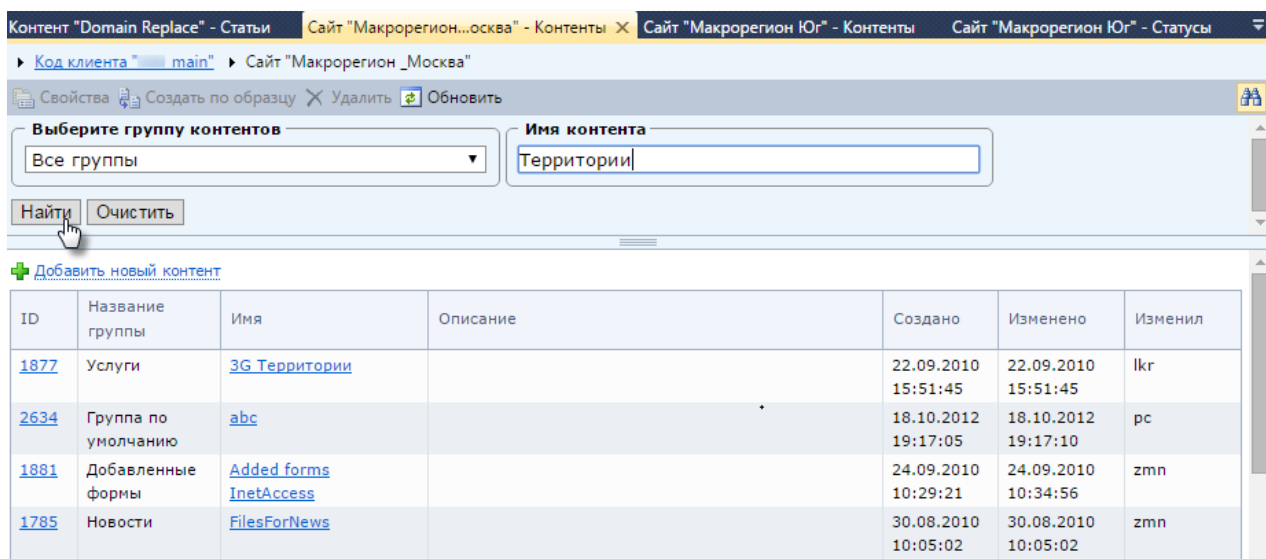 Контент "Domain Replace" - Статьи Сайт "Макрорегион...осква" - Контенты Сайт "Макрорегион Юг" - Контенты Сайт "Макрорегион Юг" - Статусы
Код клиента " main" Сайт "Макрорегион _Москва"
Свойства Создать по образцу Удалить Обновить
Выберите группу контентов Имя контента
Все группы Территории
Найти Очистить
Добавить новый контент
ID Название группы Имя Описание Создано Изменено Изменил
1877 Услуги 3G Территории 22.09.2010 22.09.2010 lkr
15:51:45 15:51:45
2634 Группа по abc 18.10.2012 18.10.2012 pc
умолчанию 19:17:05 19:17:10
1881 Добавленные Added forms 24.09.2010 24.09.2010 zmn
формы InetAccess 10:29:21 10:34:56
1785 Новости FilesForNews 30.08.2010 30.08.2010 zmn
10:05:02 10:05:02